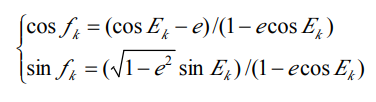 cos f_k = (cos E_k − e)/(1 − e cos E_k)
sin f_k = (√1 − e² sin E_k)/(1 − e cos E_k)